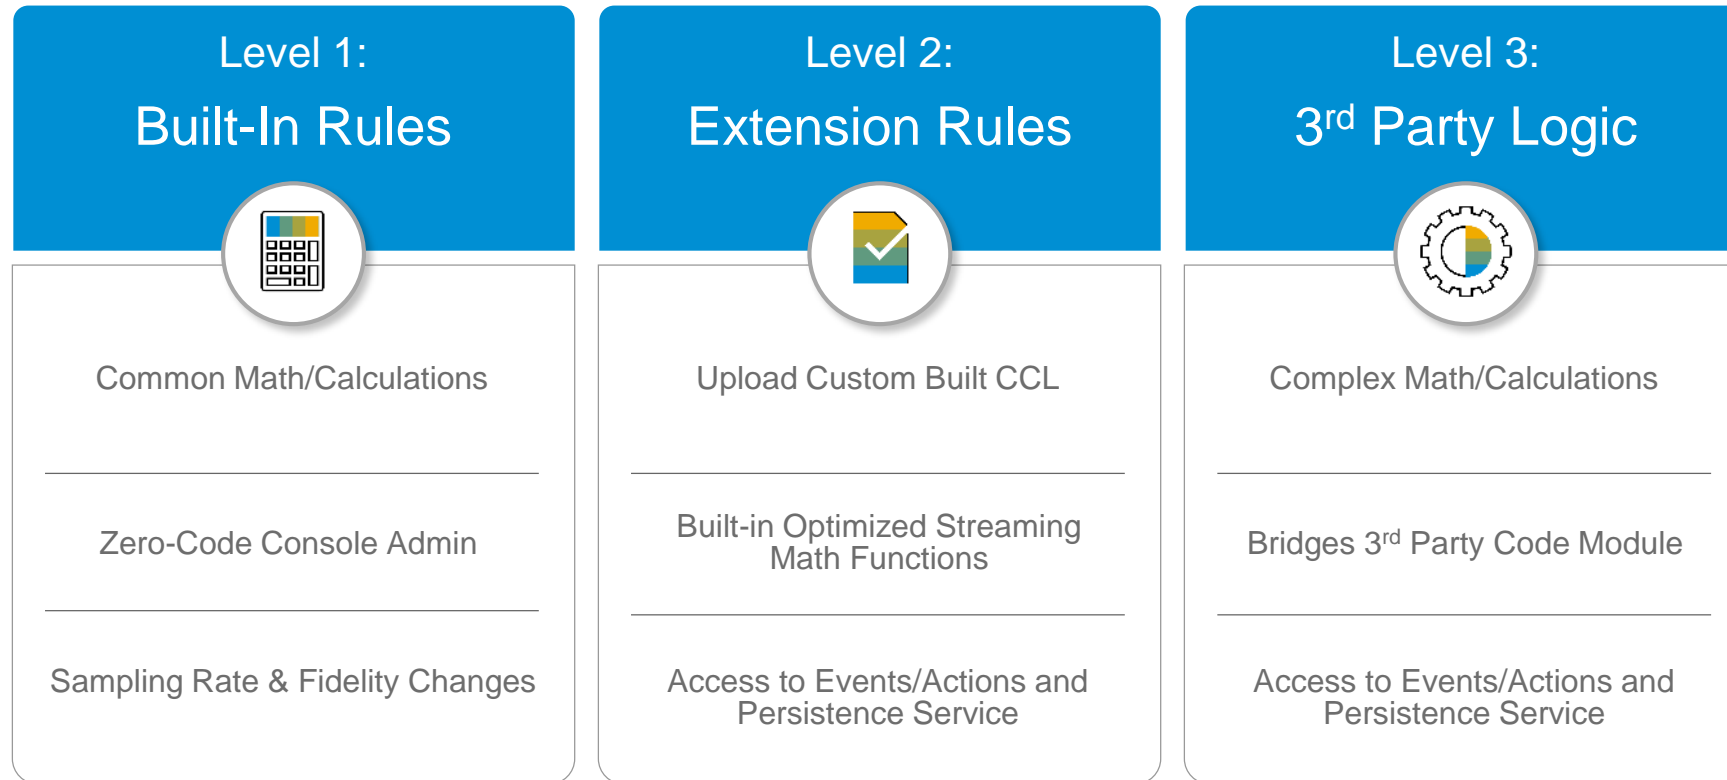 Level 1:
Built-In Rules
Common Math/Calculations
Zero-Code Console Admin
Sampling Rate & Fidelity Changes
Level 2:
Extension Rules
Upload Custom Built CCL
Built-in Optimized Streaming
Math Functions
Access to Events/Actions and
Persistence Service
Level 3:
3rd Party Logic
Complex Math/Calculations
Bridges 3rd Party Code Module
Access to Events/Actions and
Persistence Service